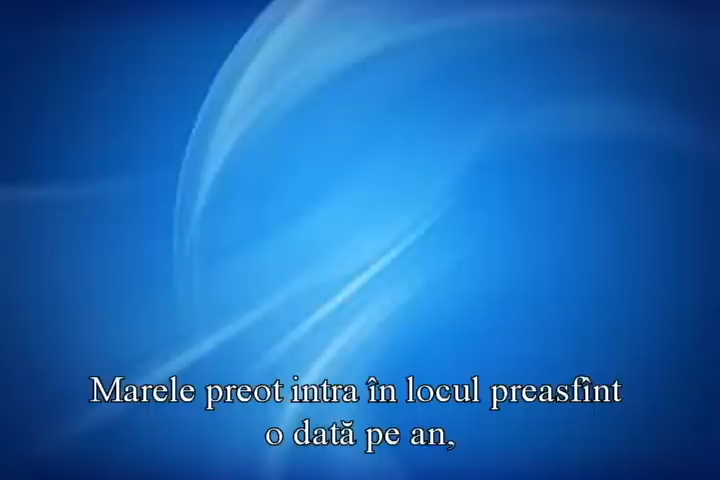 Marele preot intra în locul preasfînt
o dată pe an,